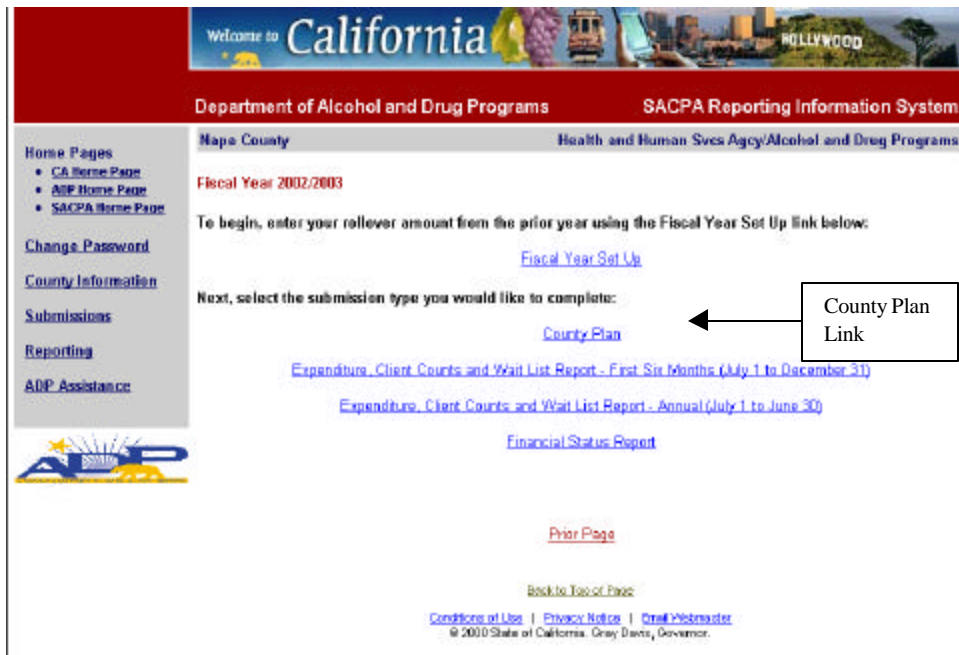 Welcome to California
HOLLYWOOD
Department of Alcohol and Drug Programs SACPA Reporting Information System
Napa County Health and Human Svcs Agcy/Alcohol and Drug Programs
Home Pages
• CA Home Page
• ADP Home Page
• SACPA Home Page
Change Password
County Information
Submissions
Reporting
ADP Assistance
ADP
Fiscal Year 2002/2003
To begin, enter your rollover amount from the prior year using the Fiscal Year Set Up link below:
Fiscal Year Set Up
Next, select the submission type you would like to complete:
County Plan
County Plan
Link
Expenditure, Client Counts and Wait List Report - First Six Months (July 1 to December 31)
Expenditure, Client Counts and Wait List Report - Annual (July 1 to June 30)
Financial Status Report
Prior Page
Back to Top of Page
Conditions of Use | Privacy Notice | Email Webmaster
© 2000 State of California. Gray Davis, Governor.